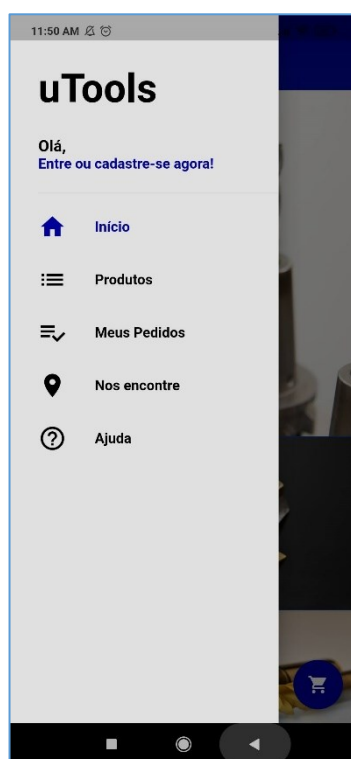 11:50 AM
uTools
Olá,
Entre ou cadastre-se agora!
Início
Produtos
Meus Pedidos
Nos encontre
Ajuda